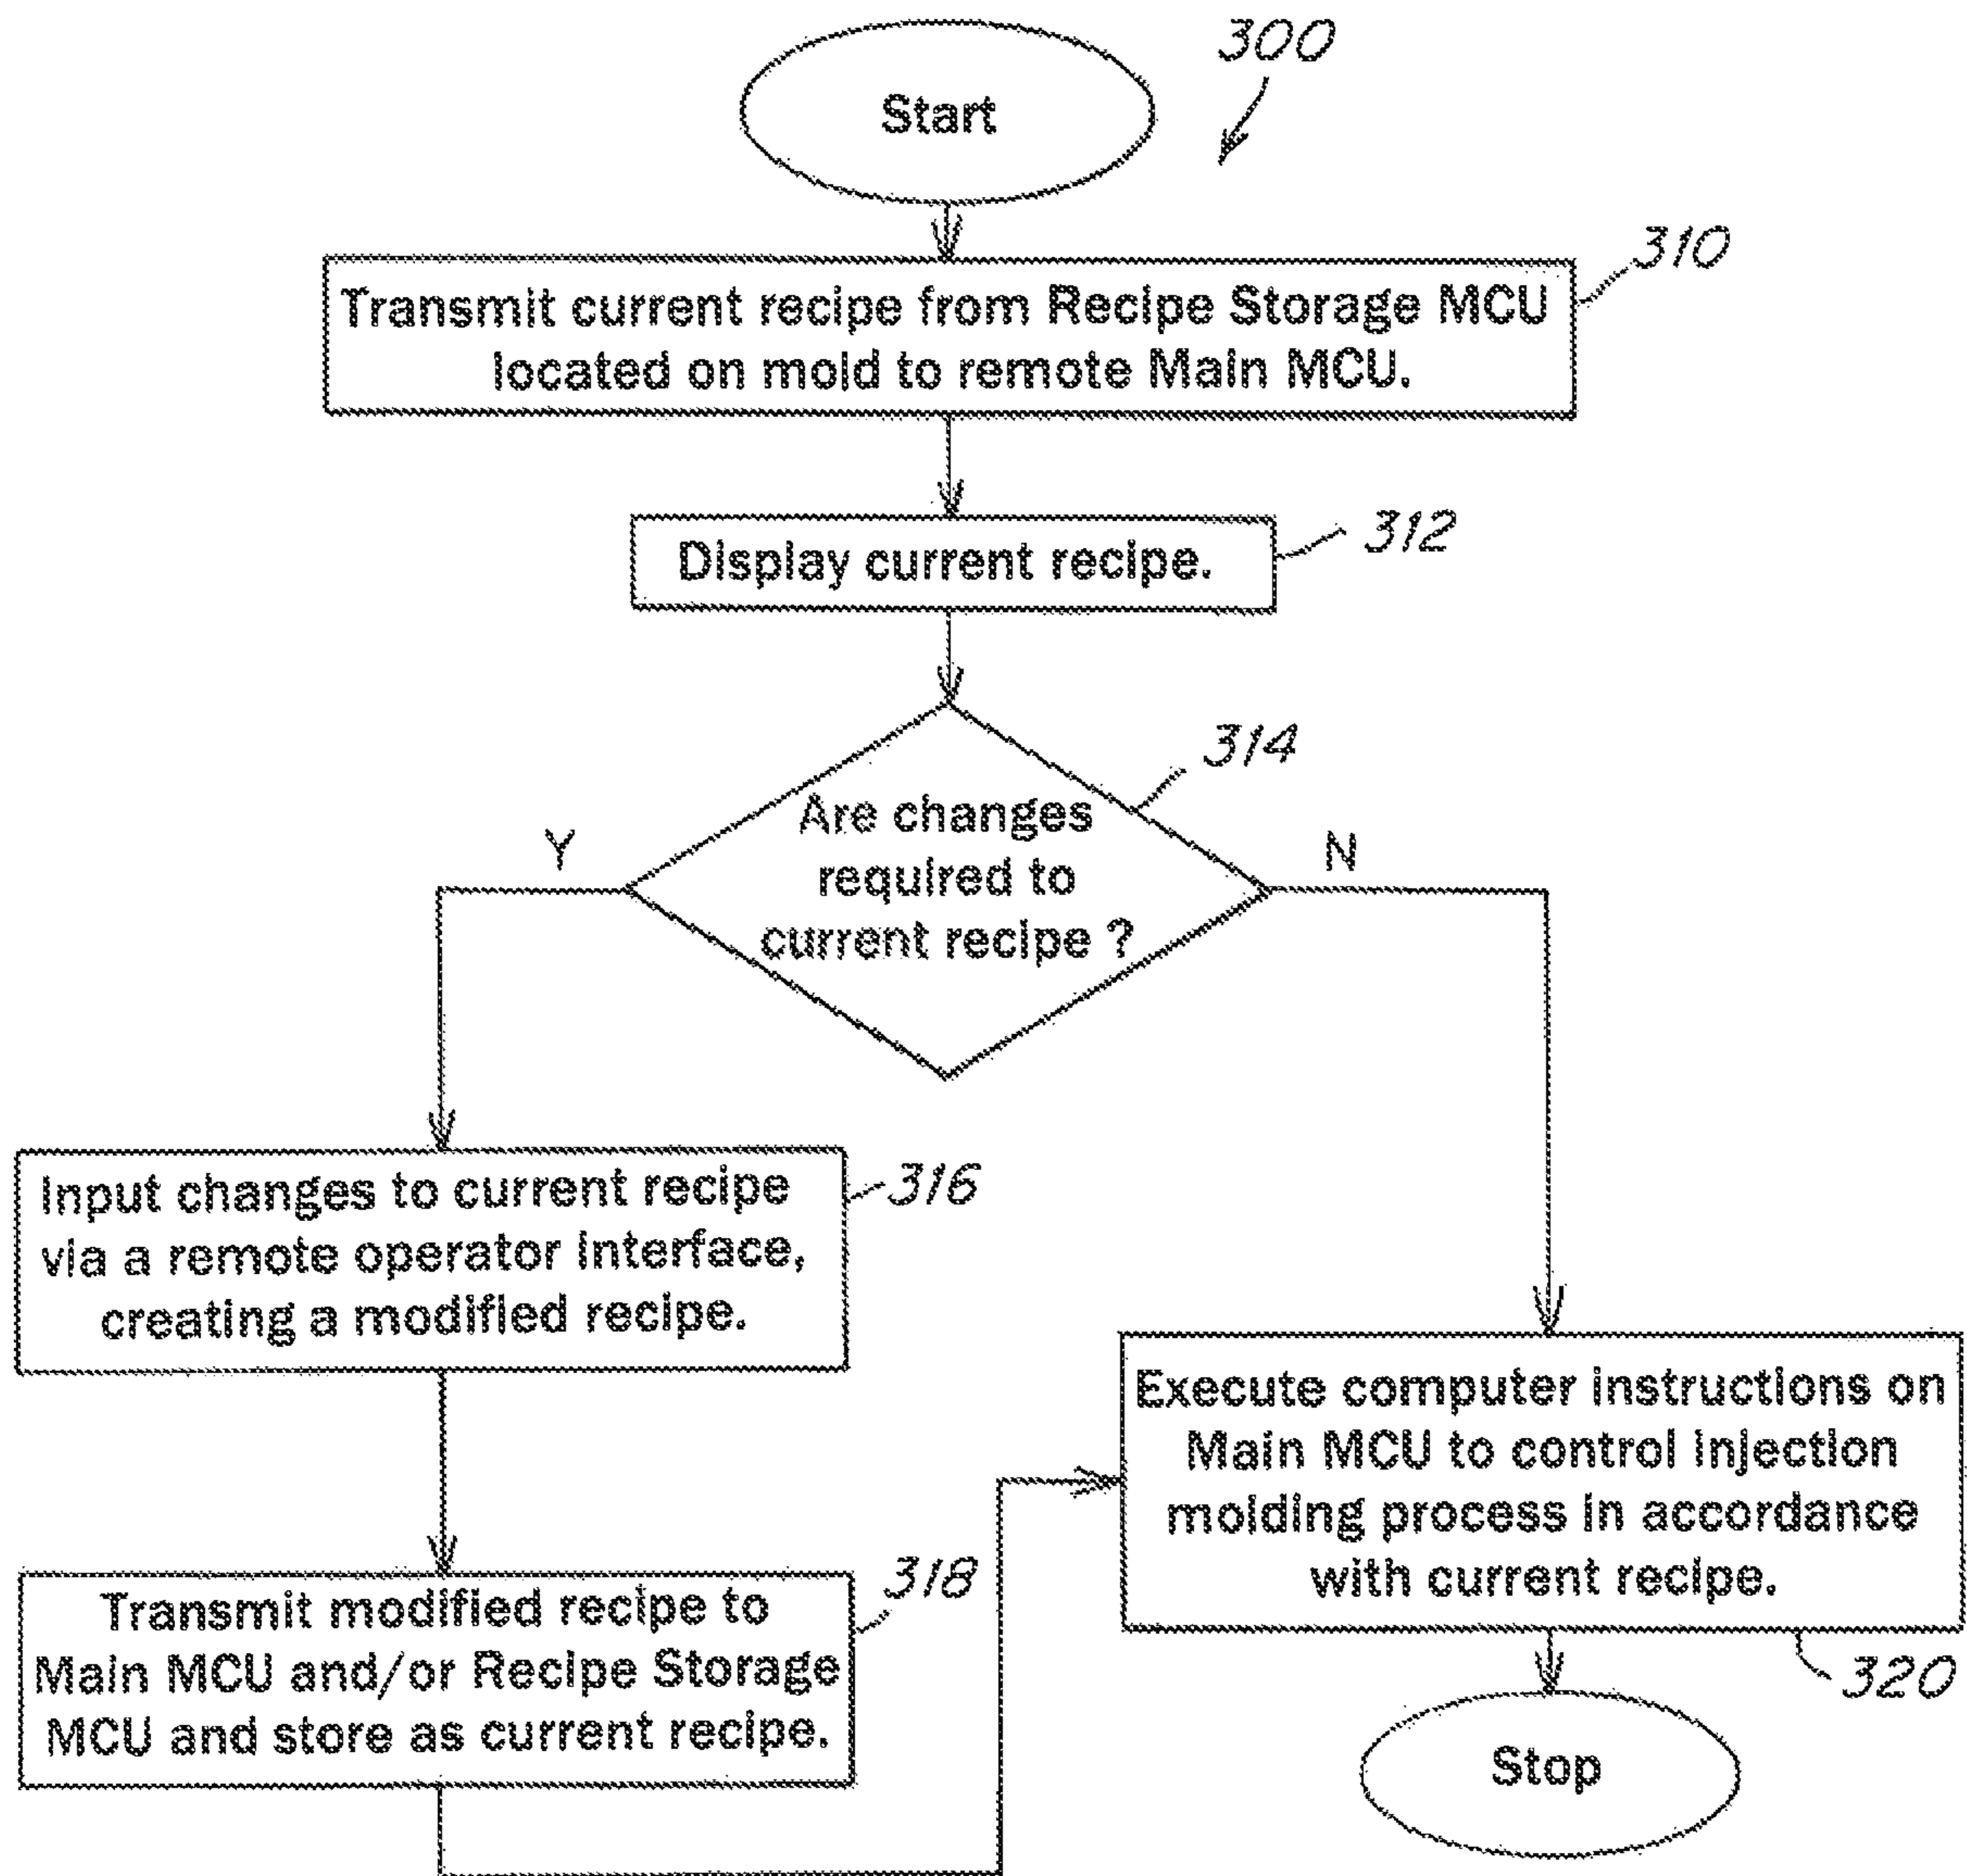 300
Start
310
Transmit current recipe from Recipe Storage MCU
located on mold to remote Main MCU.
312
Display current recipe.
314
Are changes
required to
current recipe ?
Y
N
316
Input changes to current recipe
via a remote operator interface,
creating a modified recipe.
318
Transmit modified recipe to
Main MCU and/or Recipe Storage
MCU and store as current recipe.
Execute computer instructions on
Main MCU to control injection
molding process in accordance
with current recipe.
320
Stop